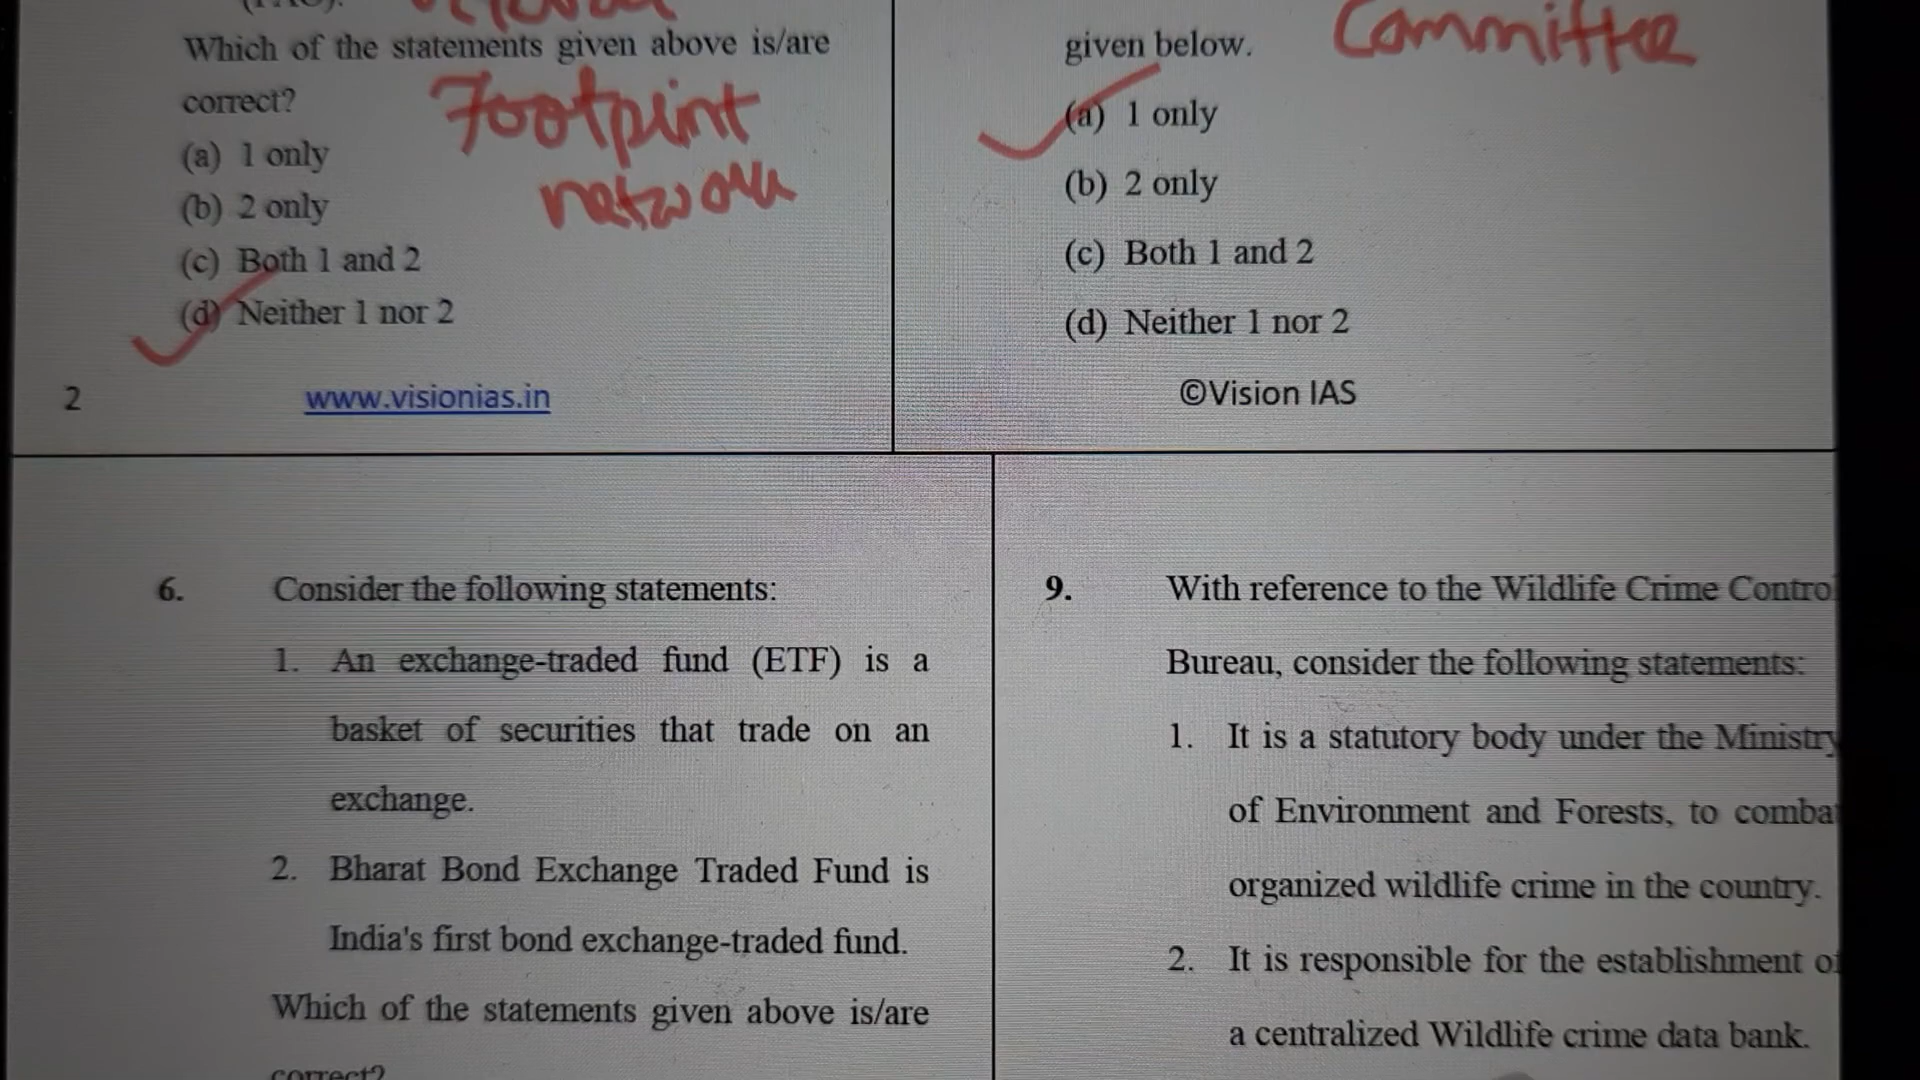 Which of the statements given above is/are
correct?
Footpint
network
(a) 1 only
(b) 2 only
(c) Both 1 and 2
(d) Neither 1 nor 2
2 www.visionias.in
Committee
given below.
(a) 1 only
(b) 2 only
(c) Both 1 and 2
(d) Neither 1 nor 2
©Vision IAS
6. Consider the following statements:
1. An exchange-traded fund (ETF) is a
basket of securities that trade on an
exchange.
2. Bharat Bond Exchange Traded Fund is
India's first bond exchange-traded fund.
Which of the statements given above is/are
correct?
9. With reference to the Wildlife Crime Contro
Bureau, consider the following statements:
1. It is a statutory body under the Ministry
of Environment and Forests, to comba
organized wildlife crime in the country.
2. It is responsible for the establishment of
a centralized Wildlife crime data bank.